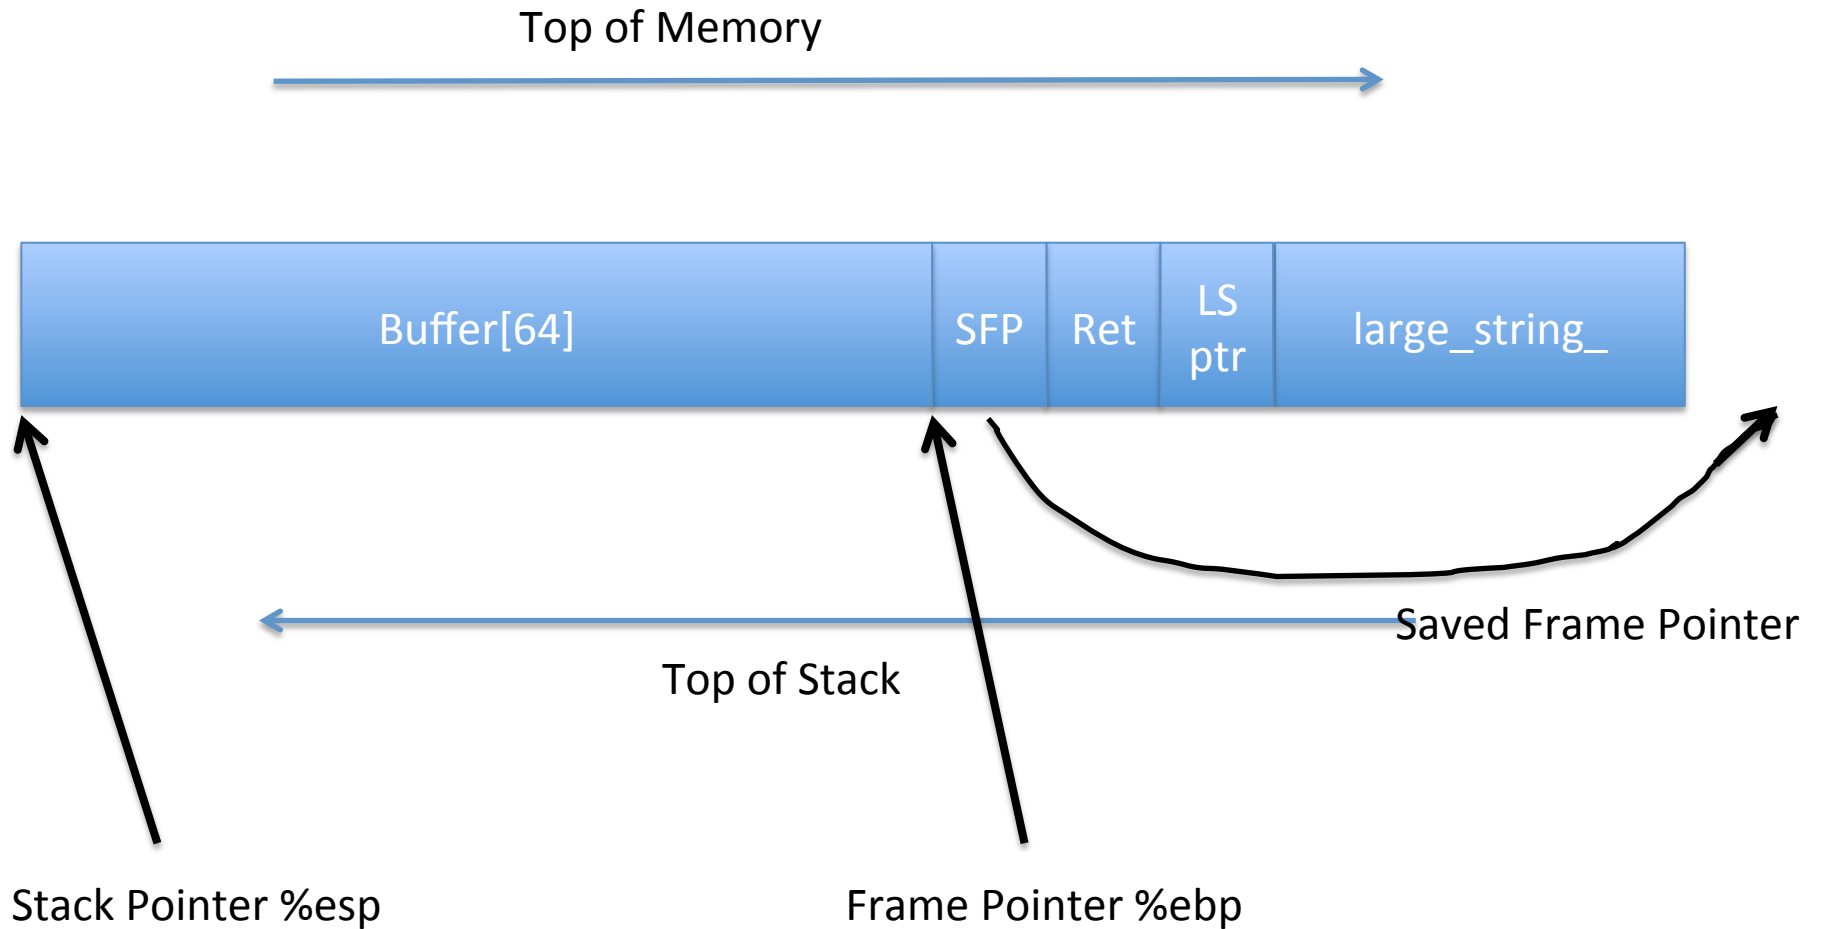 Top of Memory
Buffer[64]
SFP
Ret
LS
ptr
large_string_
Saved Frame Pointer
Top of Stack
Stack Pointer %esp
Frame Pointer %ebp